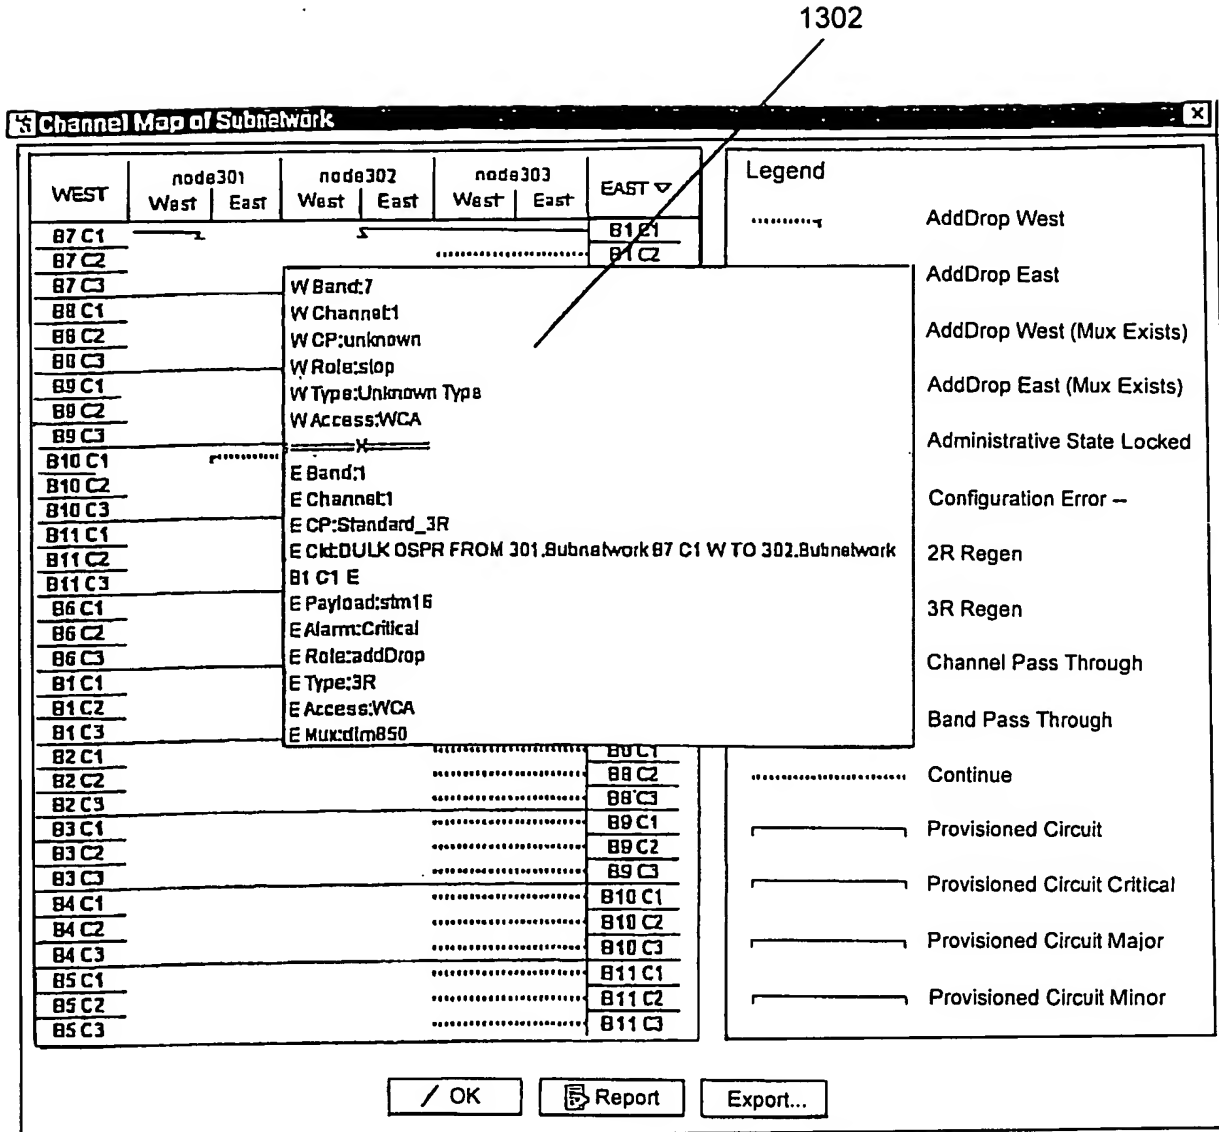 1302
Channel Map of Subnetwork
WEST node301 node302 node303 EAST
West East West East West East
B7 C1 B1 C1
B7 C2 B1 C2
B7 C3
B8 C1
B8 C2
B8 C3
B9 C1
B9 C2
B9 C3
B10 C1
B10 C2
B10 C3
B11 C1
B11 C2
B11 C3
B6 C1
B6 C2
B6 C3
B1 C1
B1 C2
B1 C3
B2 C1 B8 C1
B2 C2 B8 C2
B2 C3 B8 C3
B3 C1 B9 C1
B3 C2 B9 C2
B3 C3 B9 C3
B4 C1 B10 C1
B4 C2 B10 C2
B4 C3 B10 C3
B5 C1 B11 C1
B5 C2 B11 C2
B5 C3 B11 C3
W Band:7
W Channel:1
W CP:unknown
W Role:stop
W Type:Unknown Type
W Access:WCA
E Band:1
E Channel:1
E CP:Standard_3R
E Ckt:BULK OSPR FROM 301.Subnetwork B7 C1 W TO 302.Subnetwork
B1 C1 E
E Payload:stm16
E Alarm:Critical
E Role:addDrop
E Type:3R
E Access:WCA
E Mux:dlm850
Legend
AddDrop West
AddDrop East
AddDrop West (Mux Exists)
AddDrop East (Mux Exists)
Administrative State Locked
Configuration Error --
2R Regen
3R Regen
Channel Pass Through
Band Pass Through
Continue
Provisioned Circuit
Provisioned Circuit Critical
Provisioned Circuit Major
Provisioned Circuit Minor
OK Report Export...